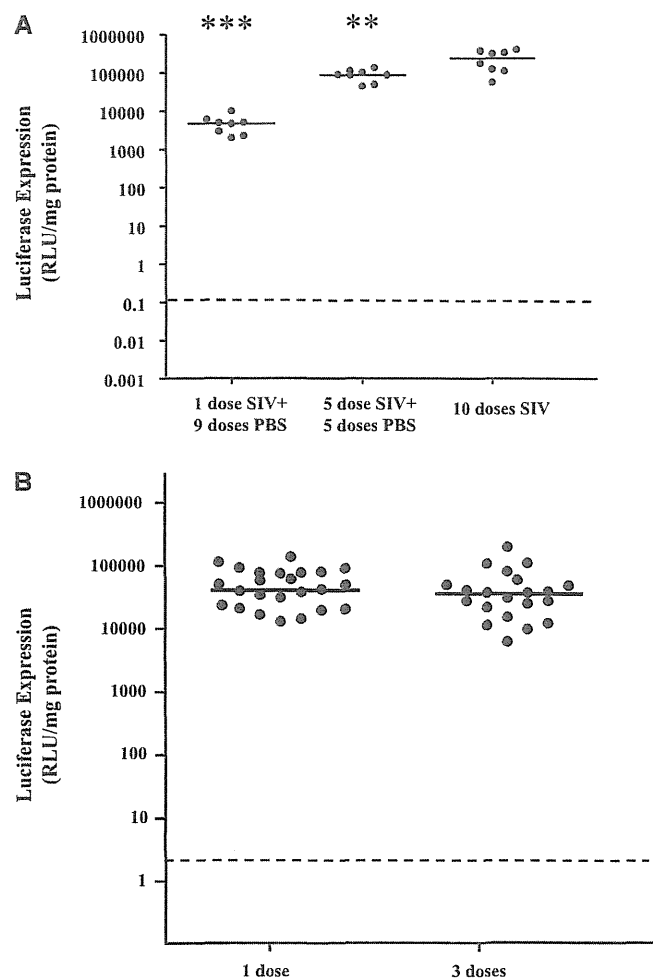 A
***
**
Luciferase Expression
(RLU/mg protein)
1000000
100000
10000
1000
100
10
1
0.1
0.01
0.001
1 dose SIV+
9 doses PBS
5 dose SIV+
5 doses PBS
10 doses SIV
B
Luciferase Expression
(RLU/mg protein)
1000000
100000
10000
1000
100
10
1
1 dose
3 doses